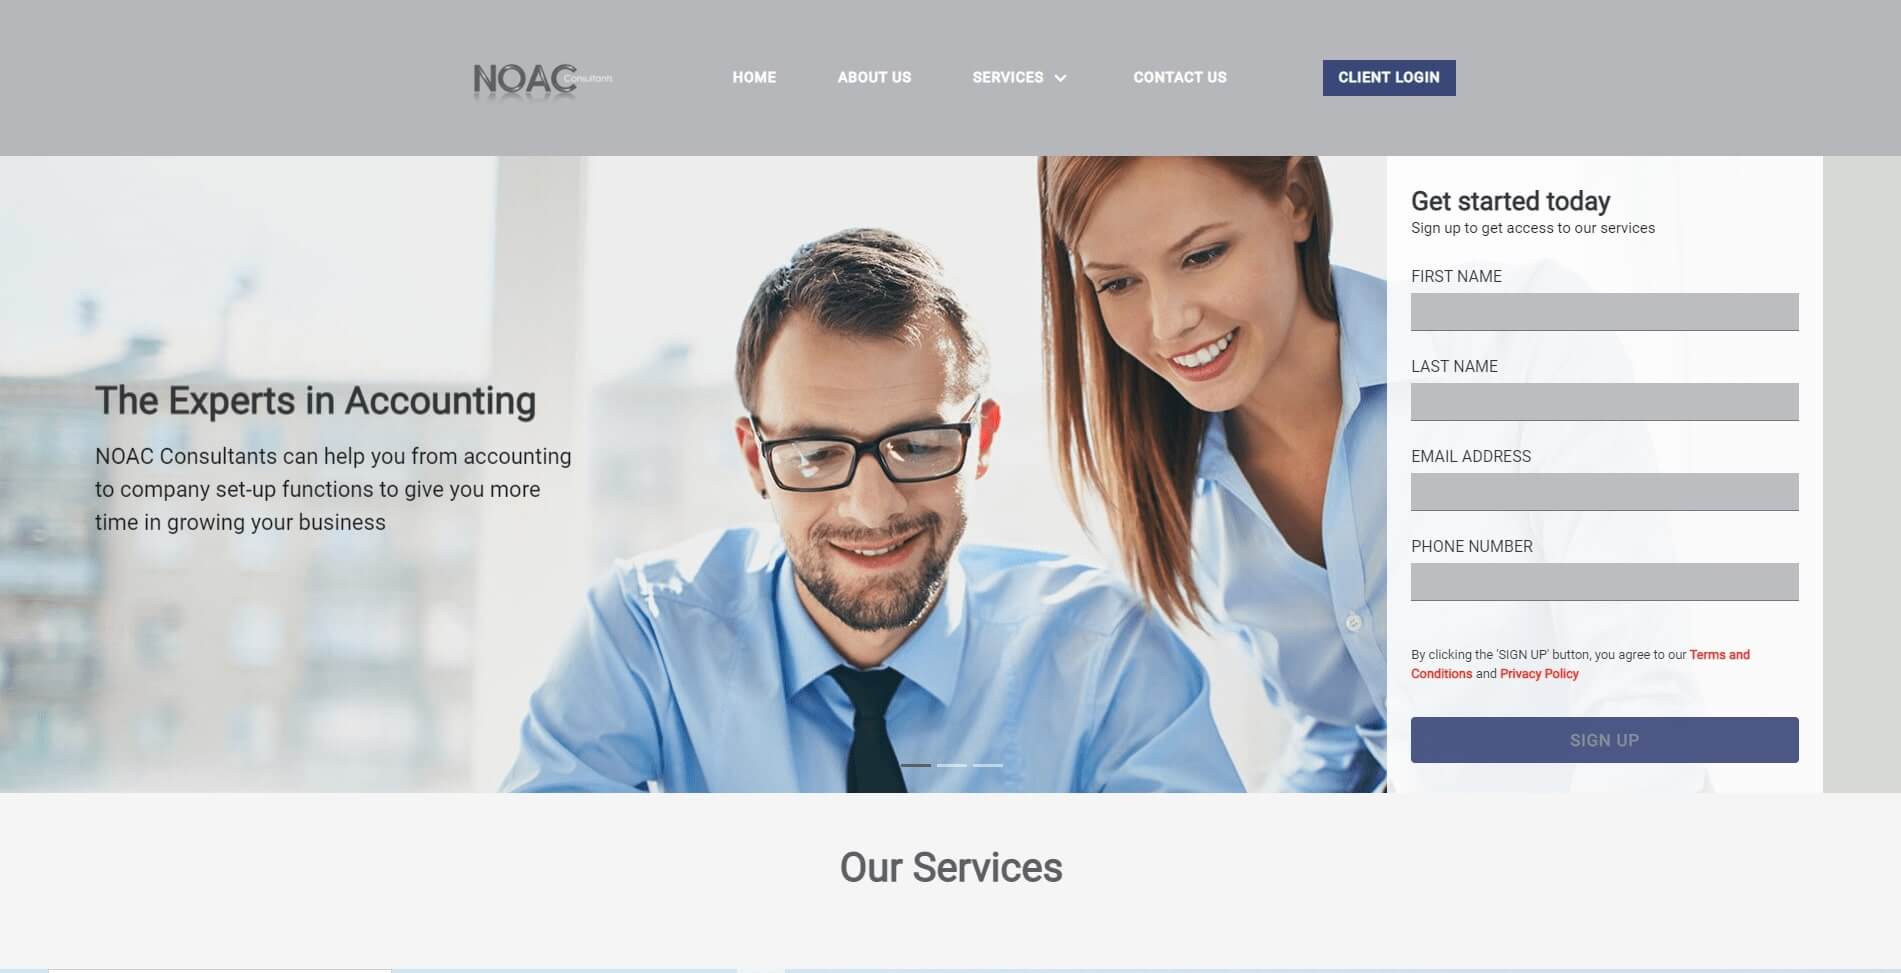 NOAC Consultants
HOME
ABOUT US
SERVICES
CONTACT US
CLIENT LOGIN
The Experts in Accounting
NOAC Consultants can help you from accounting
to company set-up functions to give you more
time in growing your business
Get started today
Sign up to get access to our services
FIRST NAME
LAST NAME
EMAIL ADDRESS
PHONE NUMBER
By clicking the 'SIGN UP' button, you agree to our Terms and
Conditions and Privacy Policy
SIGN UP
Our Services